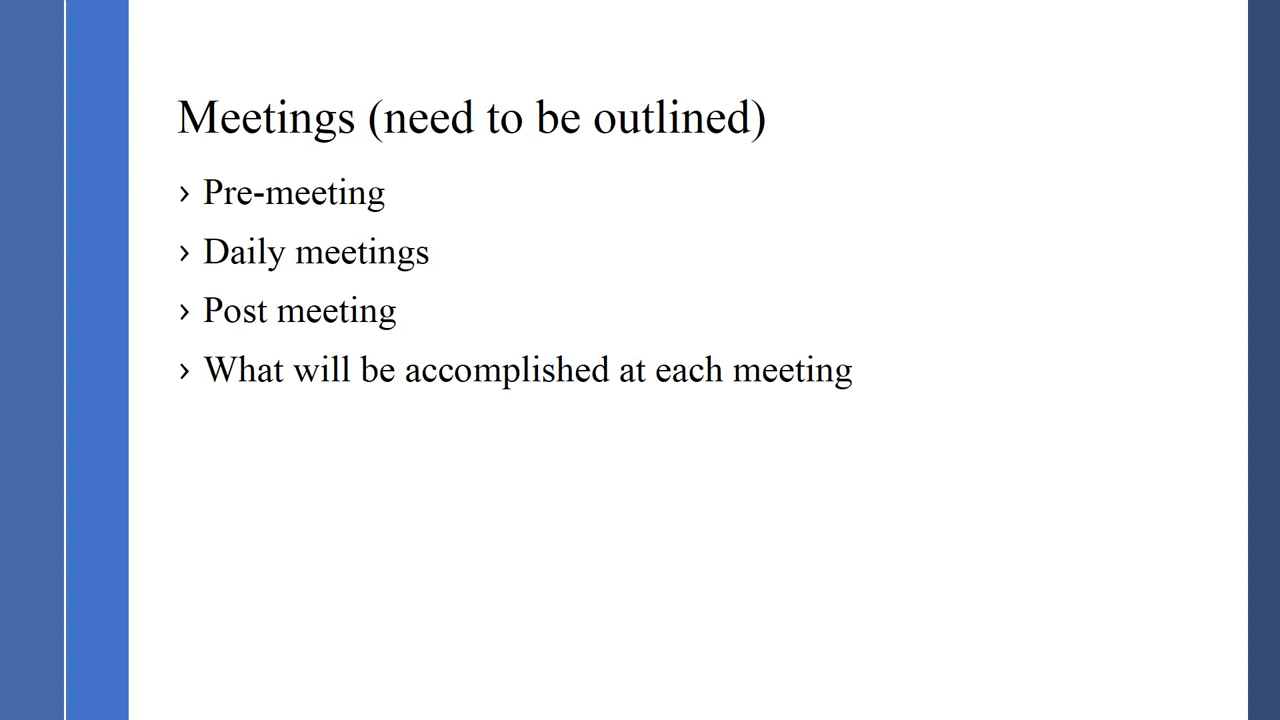 Meetings (need to be outlined)
› Pre-meeting
› Daily meetings
› Post meeting
› What will be accomplished at each meeting